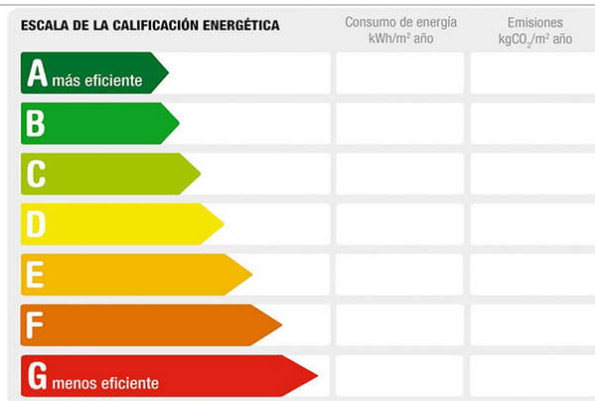 ESCALA DE LA CALIFICACIÓN ENERGÉTICA
Consumo de energía
kWh/m² año
Emisiones
kgCO₂/m² año
A más eficiente
B
C
D
E
F
G menos eficiente